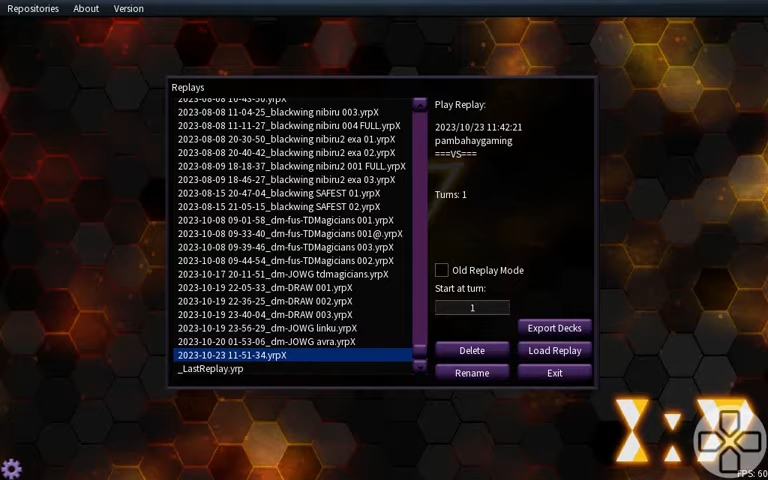 Repositories About Version
Replays
2023-08-08 10-43-50.yrpX
2023-08-08 11-04-25_blackwing nibiru 003.yrpX
2023-08-08 11-11-27_blackwing nibiru 004 FULL.yrpX
2023-08-08 20-30-50_blackwing nibiru2 exa 01.yrpX
2023-08-08 20-40-42_blackwing nibiru2 exa 02.yrpX
2023-08-09 18-18-37_blackwing nibiru2 001 FULL.yrpX
2023-08-09 18-46-27_blackwing nibiru2 exa 03.yrpX
2023-08-15 20-47-04_blackwing SAFEST 01.yrpX
2023-08-15 21-05-15_blackwing SAFEST 02.yrpX
2023-10-08 09-01-58_dm-fus-TDMagicians 001.yrpX
2023-10-08 09-33-40_dm-fus-TDMagicians 001@.yrpX
2023-10-08 09-39-46_dm-fus-TDMagicians 003.yrpX
2023-10-08 09-44-54_dm-fus-TDMagicians 002.yrpX
2023-10-17 20-11-51_dm-JOWG tdmagicians.yrpX
2023-10-19 22-05-33_dm-DRAW 001.yrpX
2023-10-19 22-36-25_dm-DRAW 002.yrpX
2023-10-19 23-40-04_dm-DRAW 003.yrpX
2023-10-19 23-56-29_dm-JOWG linku.yrpX
2023-10-20 01-53-06_dm-JOWG avra.yrpX
2023-10-23 11-51-34.yrpX
_LastReplay.yrp
Play Replay:
2023/10/23 11:42:21
pambahaygaming
===VS===
Turns: 1
Old Replay Mode
Start at turn:
1
Export Decks
Delete Load Replay
Rename Exit
FPS: 60